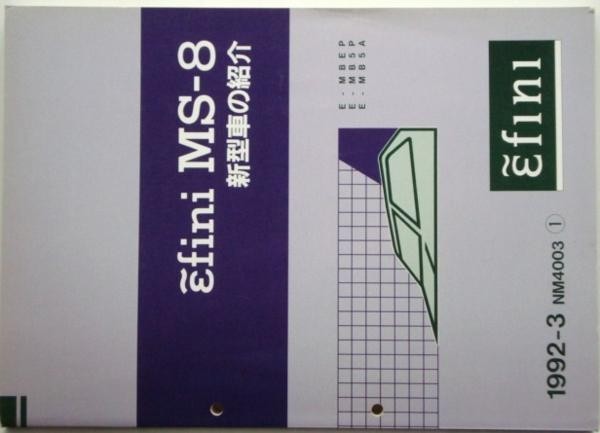 ε̃fini
E-MBEP
E-MB5P
E-MB5A
ε̃fini MS-8
新型車の紹介
1992-3 NM4003 ①